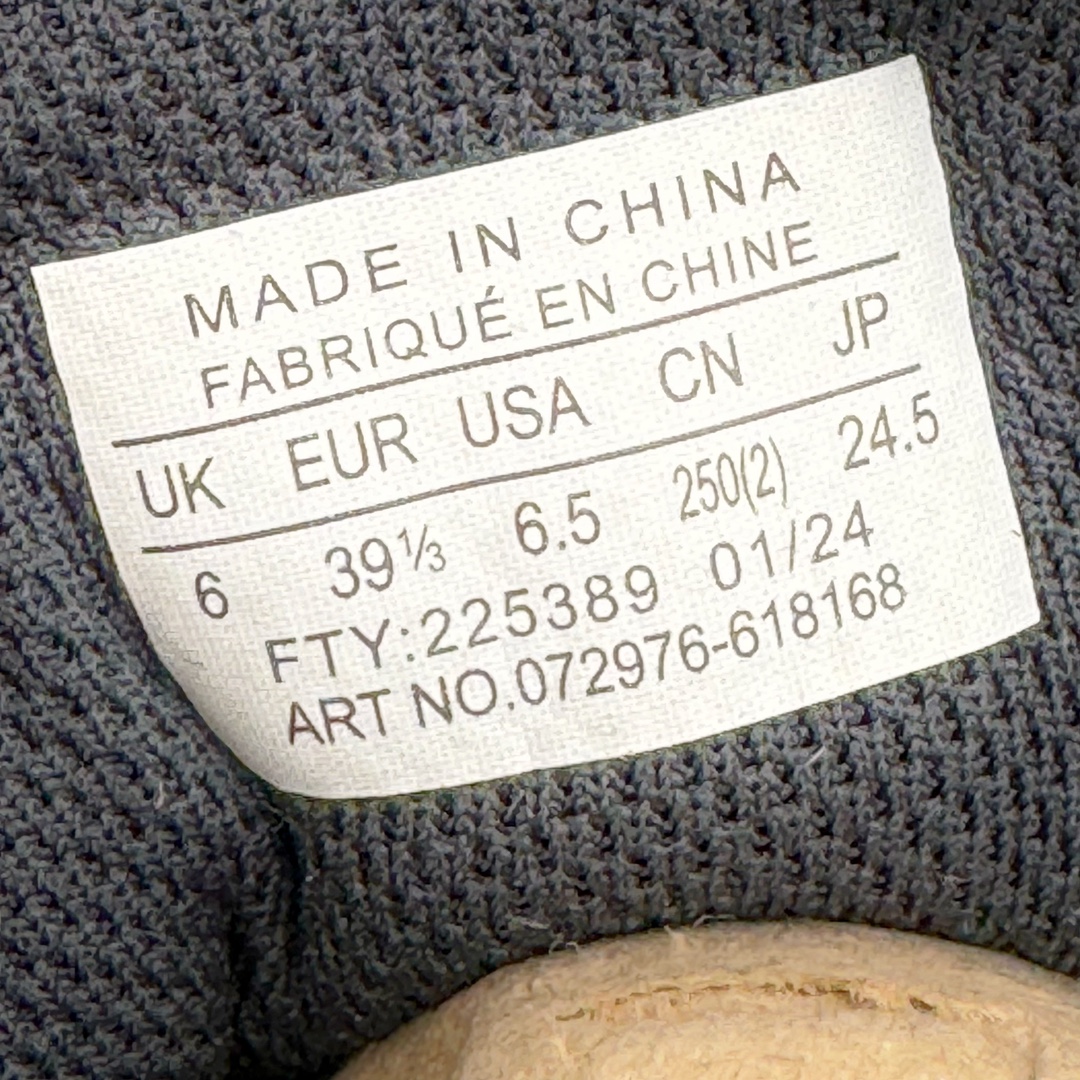 MADE IN CHINA
FABRIQUÉ EN CHINE
UK EUR USA CN JP
6 39⅓ 6.5 250(2) 24.5
FTY:225389 01/24
ART NO.072976-618168